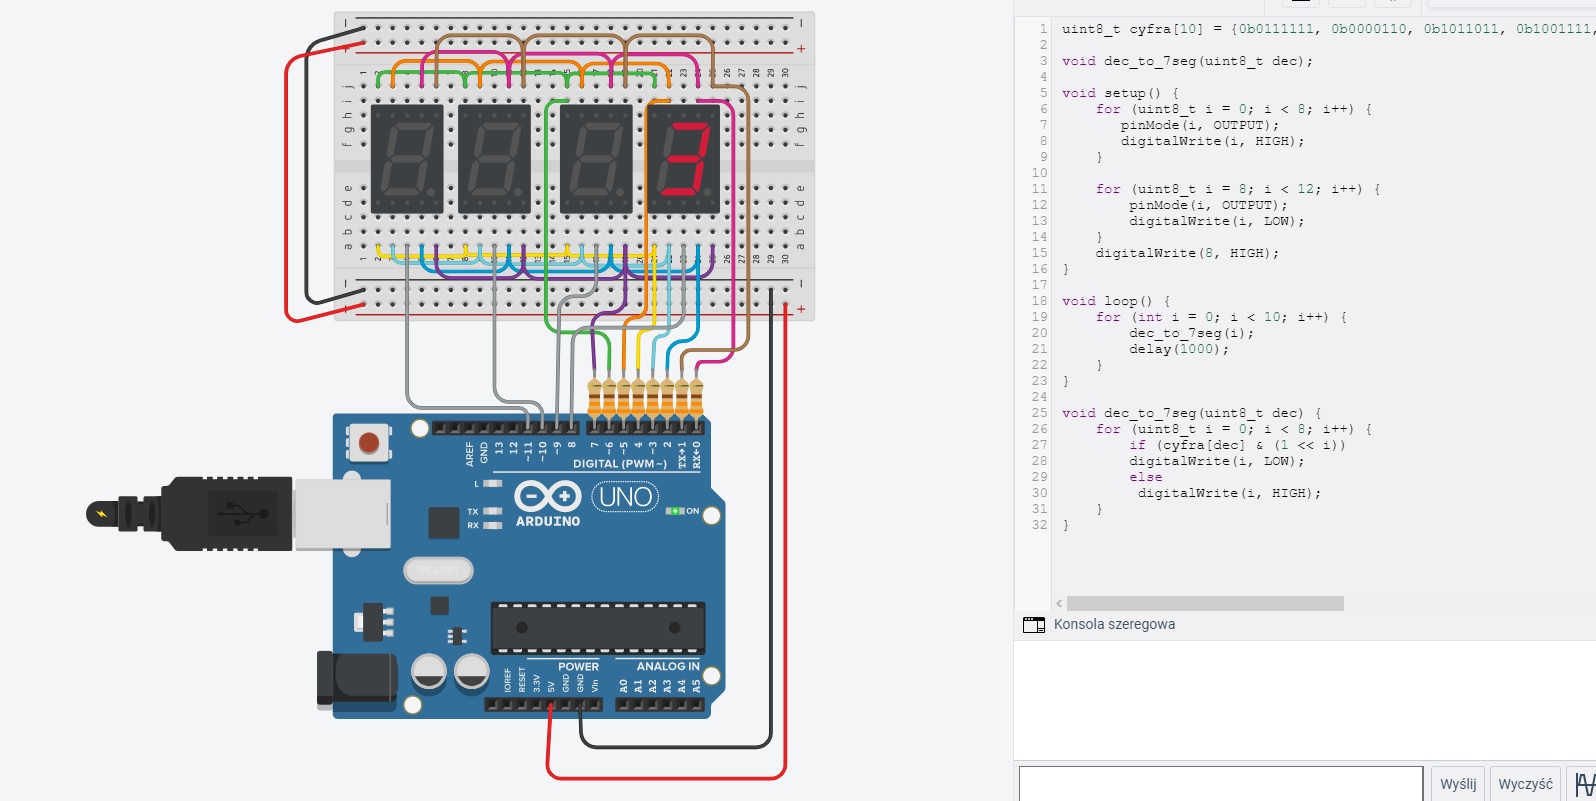 1 uint8_t cyfra[10] = {0b0111111, 0b0000110, 0b1011011, 0b1001111,
2
3 void dec_to_7seg(uint8_t dec);
4
5 void setup() {
6 for (uint8_t i = 0; i < 8; i++) {
7 pinMode(i, OUTPUT);
8 digitalWrite(i, HIGH);
9 }
10
11 for (uint8_t i = 8; i < 12; i++) {
12 pinMode(i, OUTPUT);
13 digitalWrite(i, LOW);
14 }
15 digitalWrite(8, HIGH);
16 }
17
18 void loop() {
19 for (int i = 0; i < 10; i++) {
20 dec_to_7seg(i);
21 delay(1000);
22 }
23 }
24
25 void dec_to_7seg(uint8_t dec) {
26 for (uint8_t i = 0; i < 8; i++) {
27 if (cyfra[dec] & (1 << i))
28 digitalWrite(i, LOW);
29 else
30 digitalWrite(i, HIGH);
31 }
32 }
Konsola szeregowa
Wyślij Wyczyść
j
i
h
g
f
3
e
d
c
b
a
AREF GND 13 12 ~11 ~10 ~9 8 7 ~6 ~5 4 ~3 2 TX→1 RX←0
DIGITAL (PWM~)
L
TX
RX
ARDUINO
UNO
ON
POWER
ANALOG IN
IOREF RESET 3.3V 5V GND GND Vin A0 A1 A2 A3 A4 A5